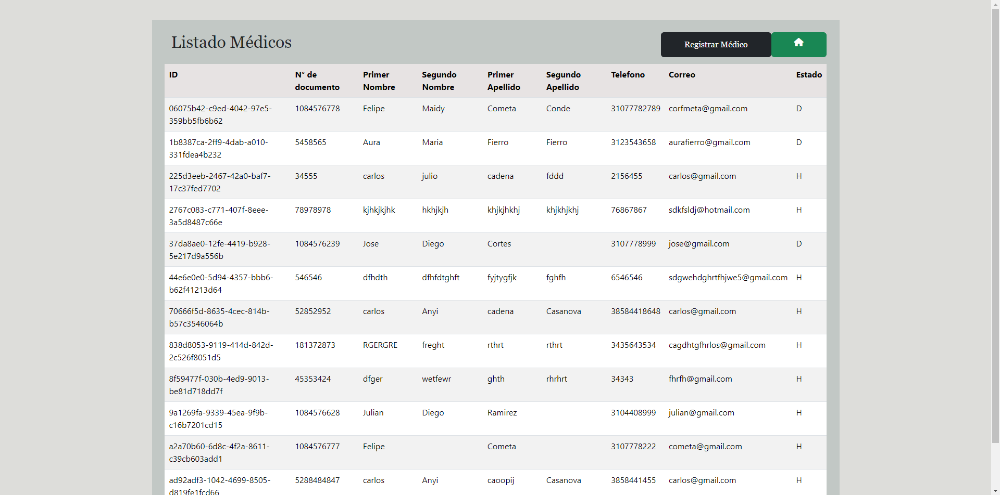 Listado Médicos
Registrar Médico
ID N° de documento Primer Nombre Segundo Nombre Primer Apellido Segundo Apellido Telefono Correo Estado
06075b42-c9ed-4042-97e5-359bb5fb6b62 1084576778 Felipe Maidy Cometa Conde 31077782789 corfmeta@gmail.com D
1b8387ca-2ff9-4dab-a010-331fdea4b232 5458565 Aura Maria Fierro Fierro 3123543658 aurafierro@gmail.com D
225d3eeb-2467-42a0-baf7-17c37fed7702 34555 carlos julio cadena fddd 2156455 carlos@gmail.com H
2767c083-c771-407f-8eee-3a5d8487c66e 78978978 kjhkjkjhk hkhjkjh khjkjhkhj khjkhjkhj 76867867 sdkfsldj@hotmail.com H
37da8ae0-12fe-4419-b928-5e217d9a556b 1084576239 Jose Diego Cortes 3107778999 jose@gmail.com D
44e6e0e0-5d94-4357-bbb6-b62f41213d64 546546 dfhdth dfhfdtghft fyjtygfjk fghfh 6546546 sdgwehdghrtfhjwe5@gmail.com H
70666f5d-8635-4cec-814b-b57c3546064b 52852952 carlos Anyi cadena Casanova 38584418648 carlos@gmail.com H
838d8053-9119-414d-842d-2c526f8051d5 181372873 RGERGRE freght rthrt rthrt 3435643534 cagdhtgfhrlos@gmail.com H
8f59477f-030b-4ed9-9013-be81d718dd7f 45353424 dfger wetfewr ghth rhrhrt 34343 fhrfh@gmail.com H
9a1269fa-9339-45ea-9f9b-c16b7201cd15 1084576628 Julian Diego Ramirez 3104408999 julian@gmail.com H
a2a70b60-6d8c-4f2a-8611-c39cb603add1 1084576777 Felipe Cometa 3107778222 cometa@gmail.com H
ad92adf3-1042-4699-8505-d819fe1fcd66 5288484847 carlos Anyi caoopij Casanova 3858441455 carlos@gmail.com H